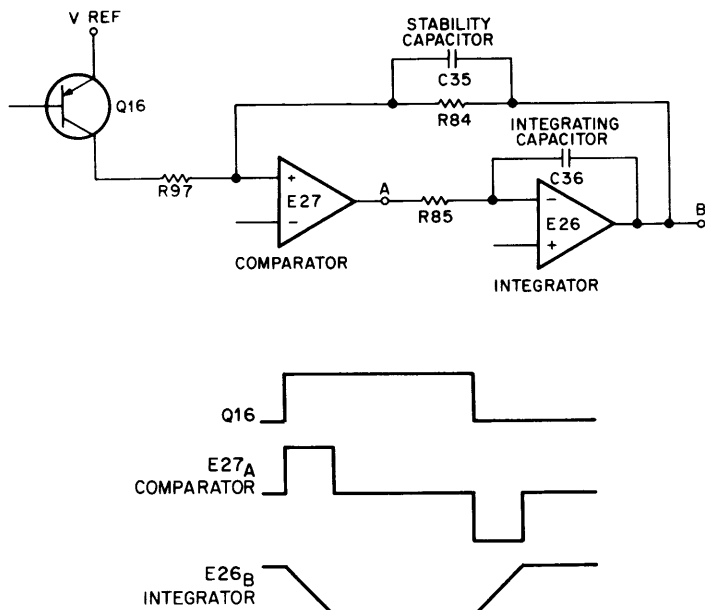 V REF
Q16
STABILITY
CAPACITOR
C35
R84
INTEGRATING
CAPACITOR
C36
R97
+
E27
-
A
R85
-
E26
+
B
COMPARATOR
INTEGRATOR
Q16
E27A
COMPARATOR
E26B
INTEGRATOR